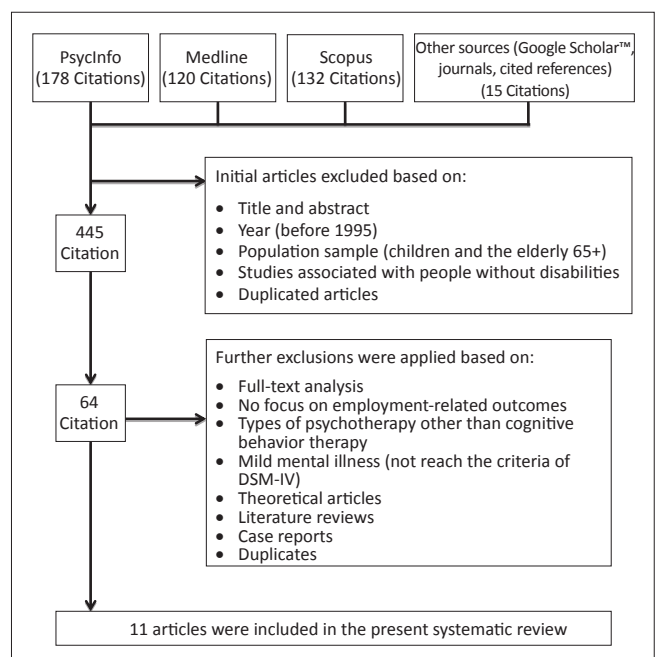 PsycInfo
(178 Citations)
Medline
(120 Citations)
Scopus
(132 Citations)
Other sources (Google Scholar™,
journals, cited references)
(15 Citations)
Initial articles excluded based on:
• Title and abstract
• Year (before 1995)
• Population sample (children and the elderly 65+)
• Studies associated with people without disabilities
• Duplicated articles
445
Citation
Further exclusions were applied based on:
• Full-text analysis
• No focus on employment-related outcomes
• Types of psychotherapy other than cognitive
behavior therapy
• Mild mental illness (not reach the criteria of
DSM-IV)
• Theoretical articles
• Literature reviews
• Case reports
• Duplicates
64
Citation
11 articles were included in the present systematic review